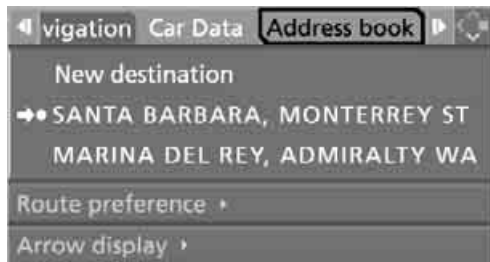 vigation Car Data Address book
New destination
SANTA BARBARA, MONTERREY ST
MARINA DEL REY, ADMIRALTY WA
Route preference
Arrow display